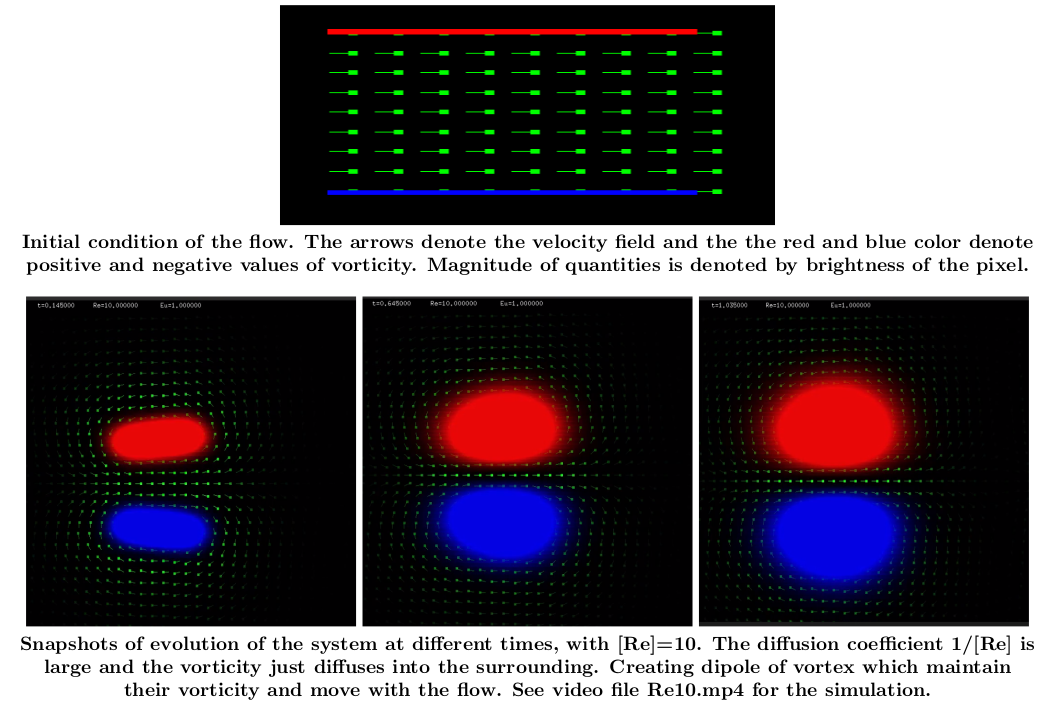 Initial condition of the flow. The arrows denote the velocity field and the the red and blue color denote
positive and negative values of vorticity. Magnitude of quantities is denoted by brightness of the pixel.
t=0,145000 Re=10,000000 Eu=1,000000
t=0,645000 Re=10,000000 Eu=1,000000
t=1,035000 Re=10,000000 Eu=1,000000
Snapshots of evolution of the system at different times, with [Re]=10. The diffusion coefficient 1/[Re] is
large and the vorticity just diffuses into the surrounding. Creating dipole of vortex which maintain
their vorticity and move with the flow. See video file Re10.mp4 for the simulation.